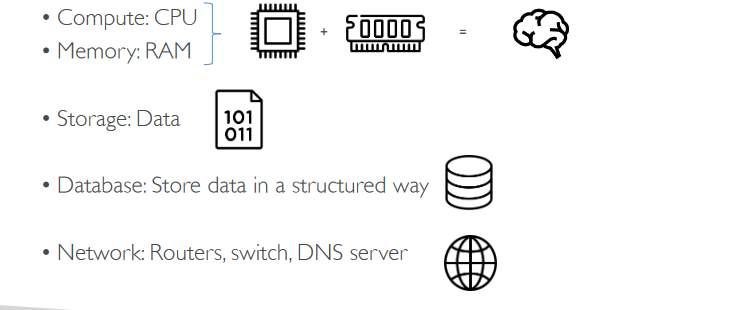 • Compute: CPU
• Memory: RAM
+ =
• Storage: Data
101
011
• Database: Store data in a structured way
• Network: Routers, switch, DNS server